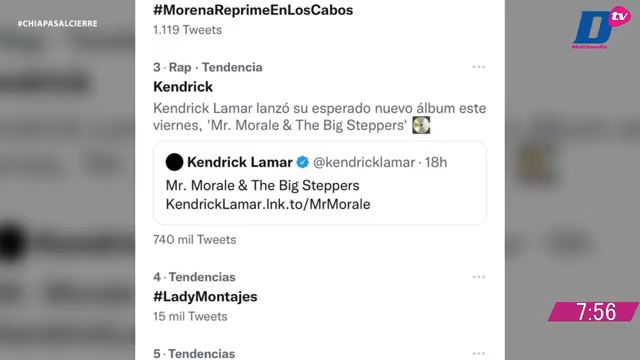 #CHIAPASALCIERRE
D tv
Multimedia
#MorenaReprimeEnLosCabos
1.119 Tweets
3 · Rap · Tendencia
Kendrick
Kendrick Lamar lanzó su esperado nuevo álbum este
viernes, 'Mr. Morale & The Big Steppers'
Kendrick Lamar @kendricklamar · 18h
Mr. Morale & The Big Steppers
KendrickLamar.lnk.to/MrMorale
740 mil Tweets
4 · Tendencias
#LadyMontajes
15 mil Tweets
7:56
5 · Tendencias